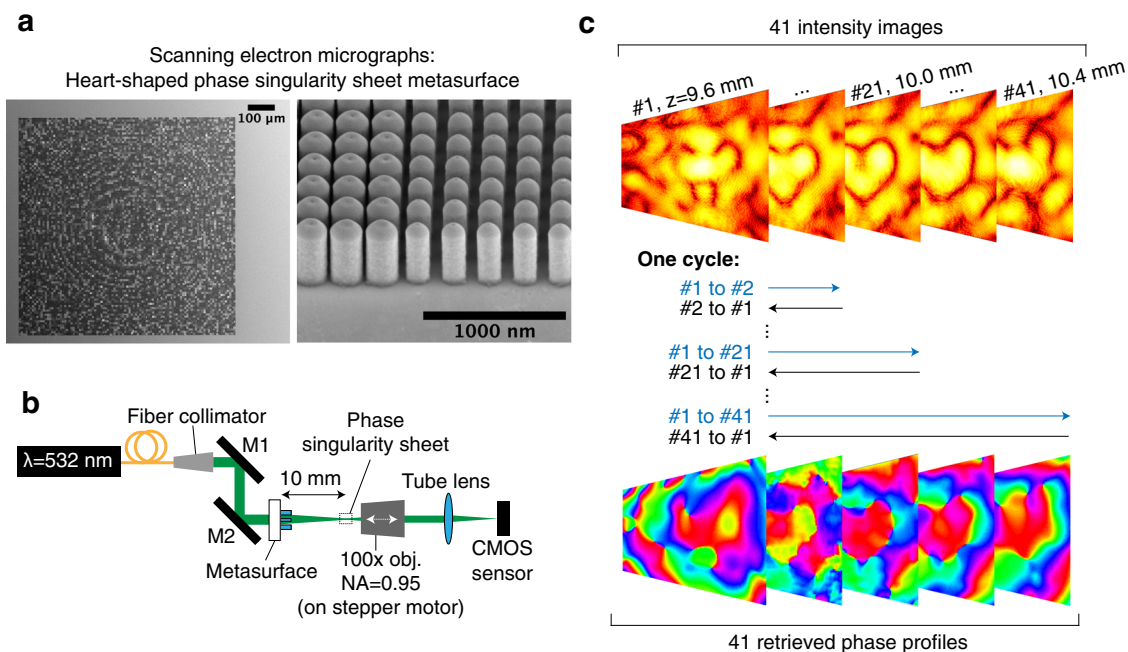 a
Scanning electron micrographs:
Heart-shaped phase singularity sheet metasurface
100 µm
1000 nm
b
Fiber collimator
M1
λ=532 nm
M2
Metasurface
10 mm
Phase
singularity sheet
100x obj.
NA=0.95
(on stepper motor)
Tube lens
CMOS
sensor
c
41 intensity images
#1, z=9.6 mm
...
#21, 10.0 mm
...
#41, 10.4 mm
One cycle:
#1 to #2
#2 to #1
⋮
#1 to #21
#21 to #1
⋮
#1 to #41
#41 to #1
41 retrieved phase profiles